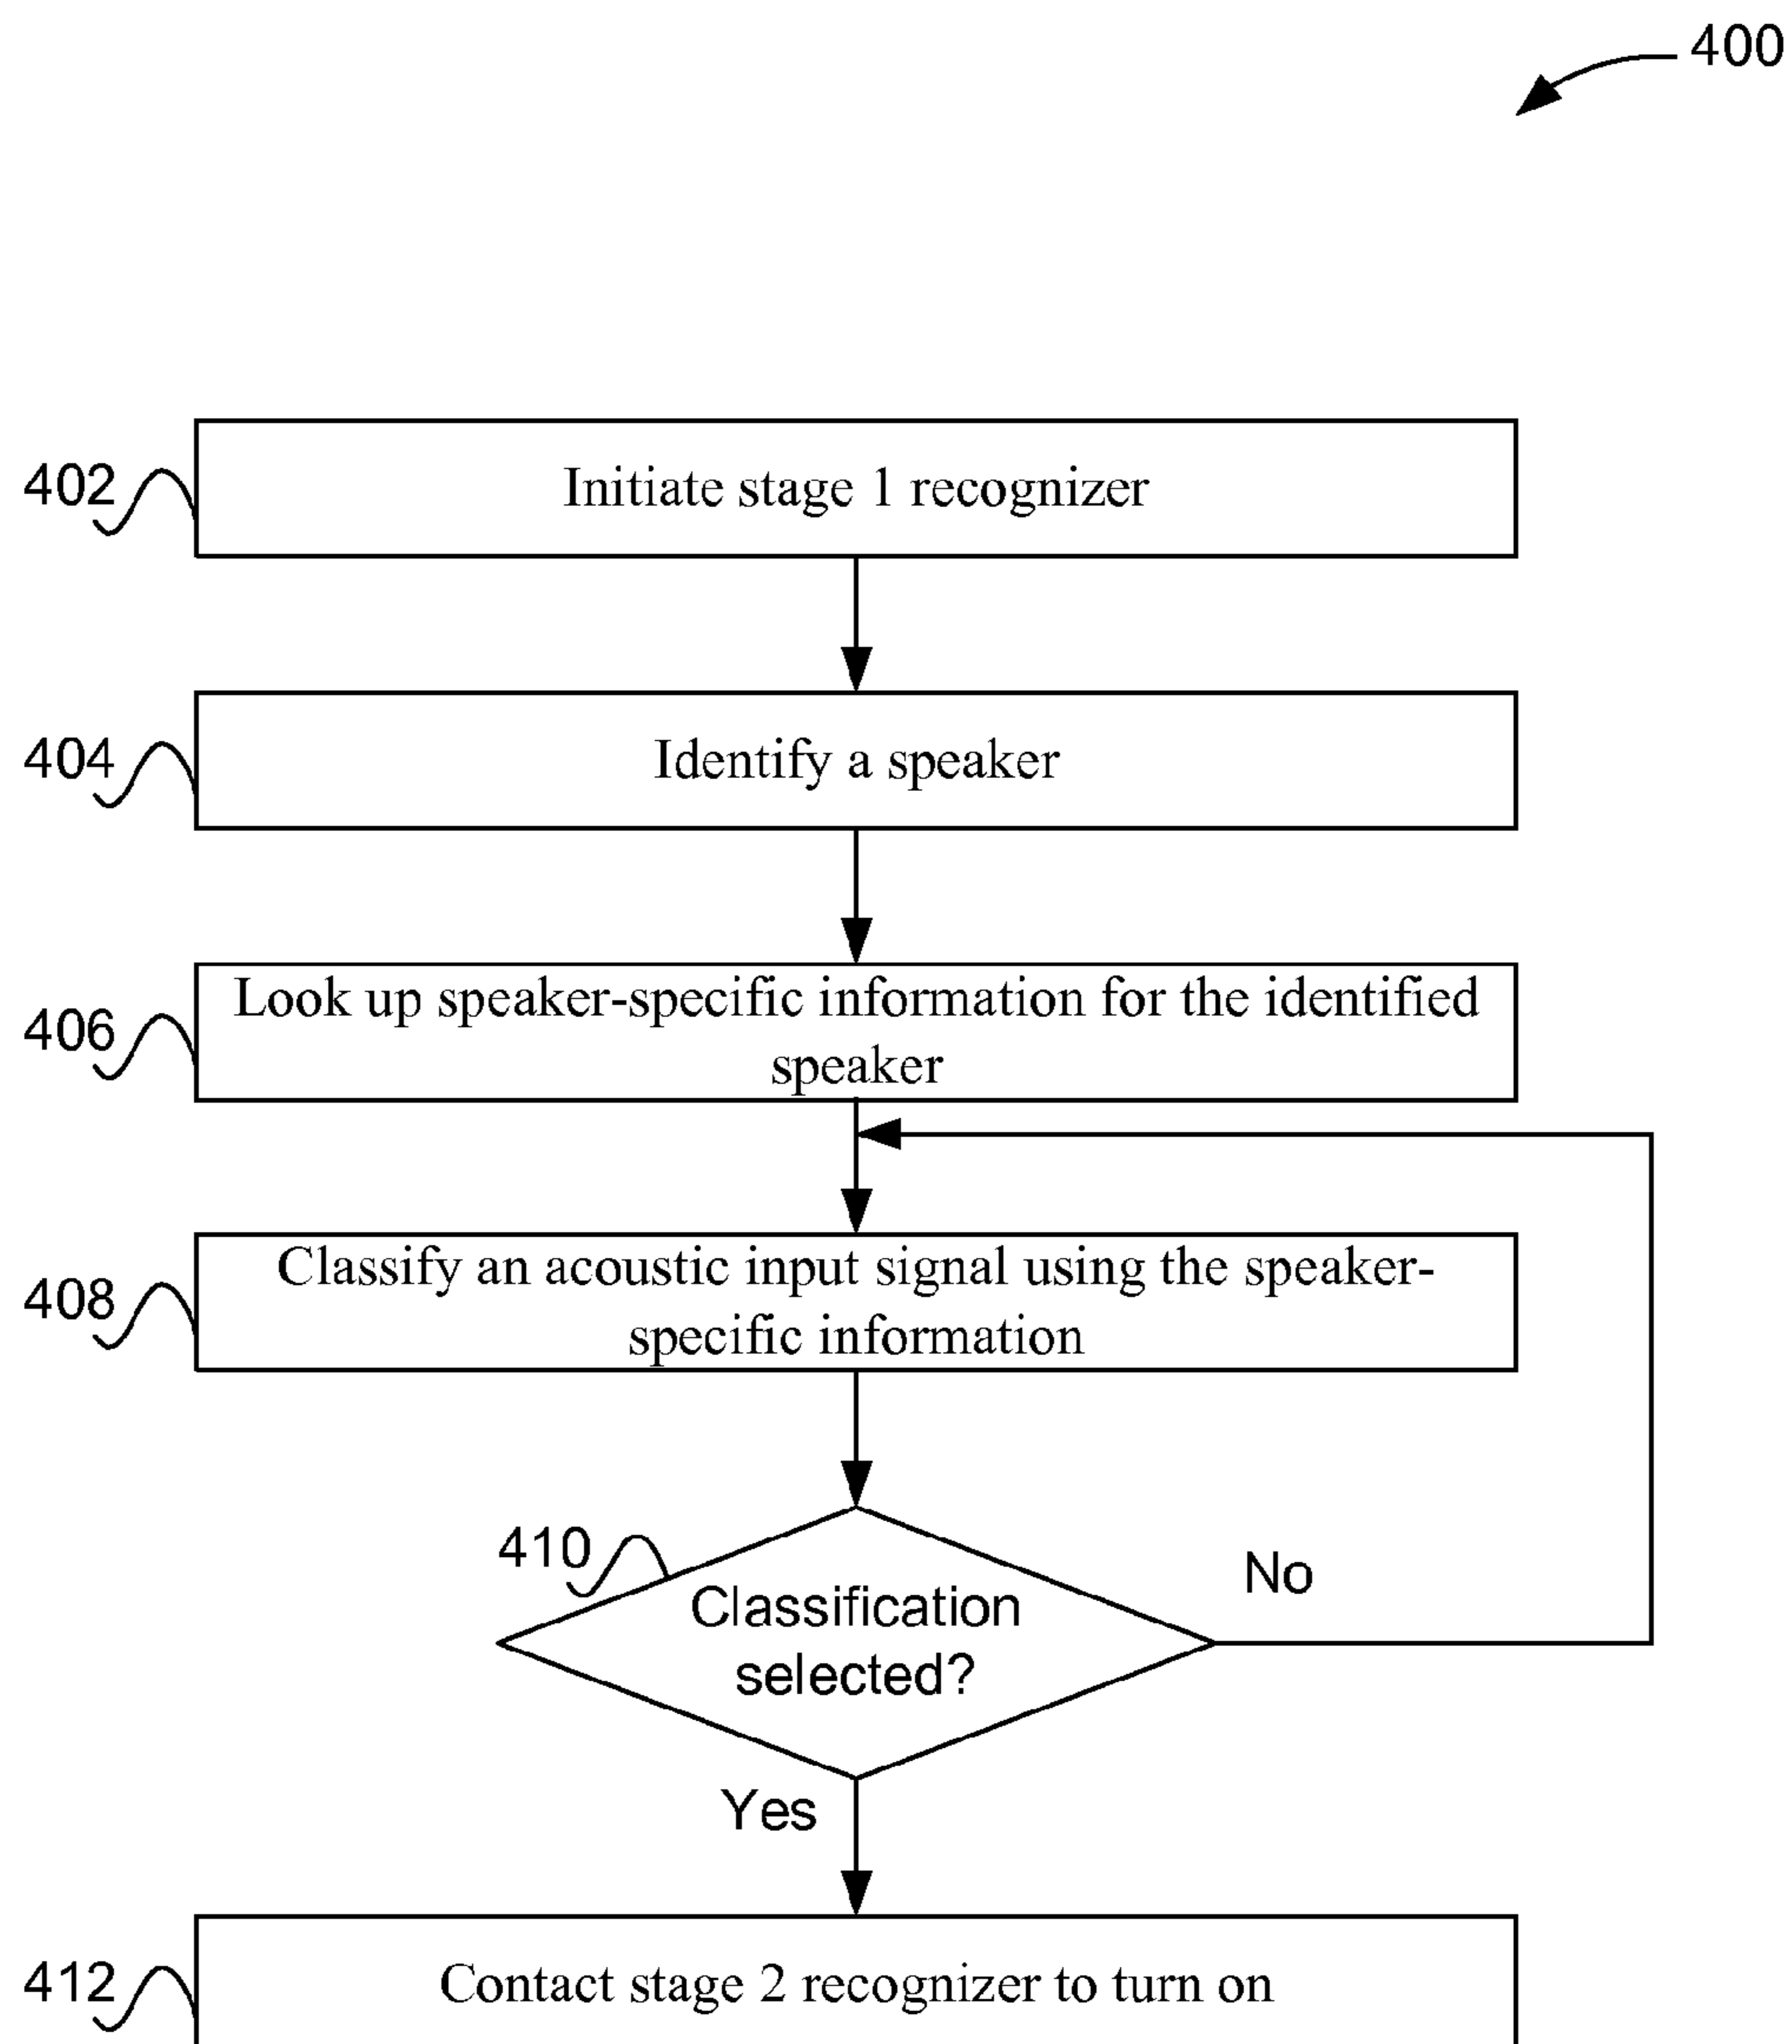 400
402
Initiate stage 1 recognizer
404
Identify a speaker
406
Look up speaker-specific information for the identified
speaker
408
Classify an acoustic input signal using the speaker-
specific information
410
Classification
selected?
No
Yes
412
Contact stage 2 recognizer to turn on